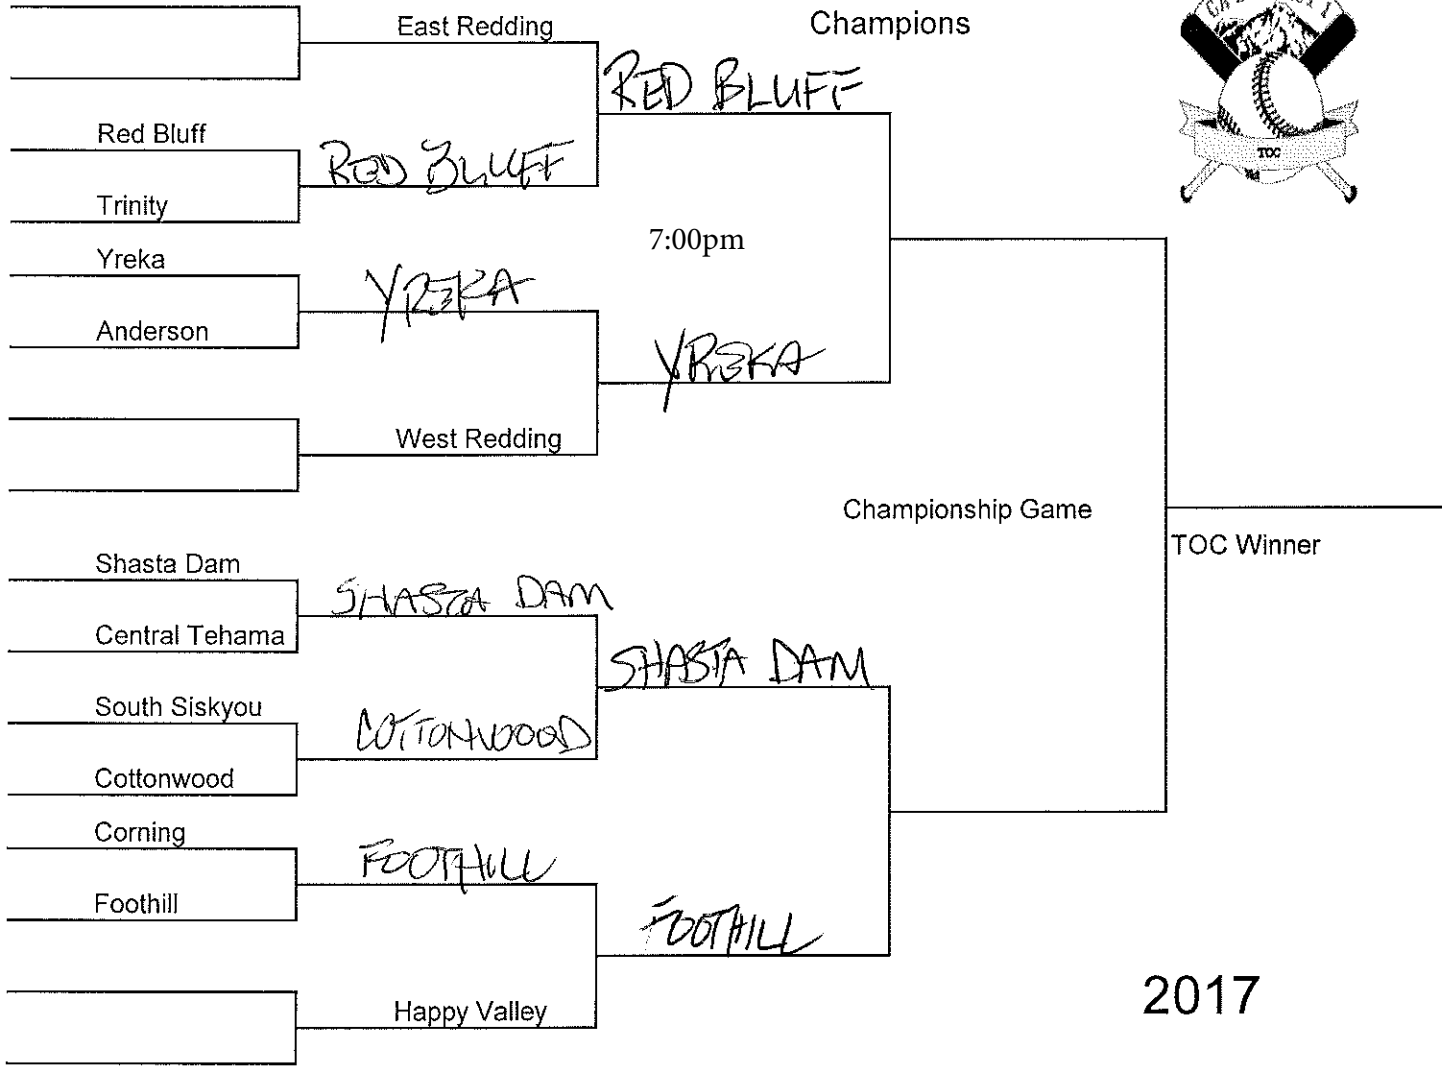 East Redding
Champions
RED BLUFF
Red Bluff
RED BLUFF
TOC
Trinity
7:00pm
Yreka
YREKA
Anderson
YREKA
West Redding
Championship Game
TOC Winner
Shasta Dam
SHASTA DAM
Central Tehama
SHASTA DAM
South Siskyou
COTTONWOOD
Cottonwood
Corning
FOOTHILL
Foothill
FOOTHILL
Happy Valley
2017